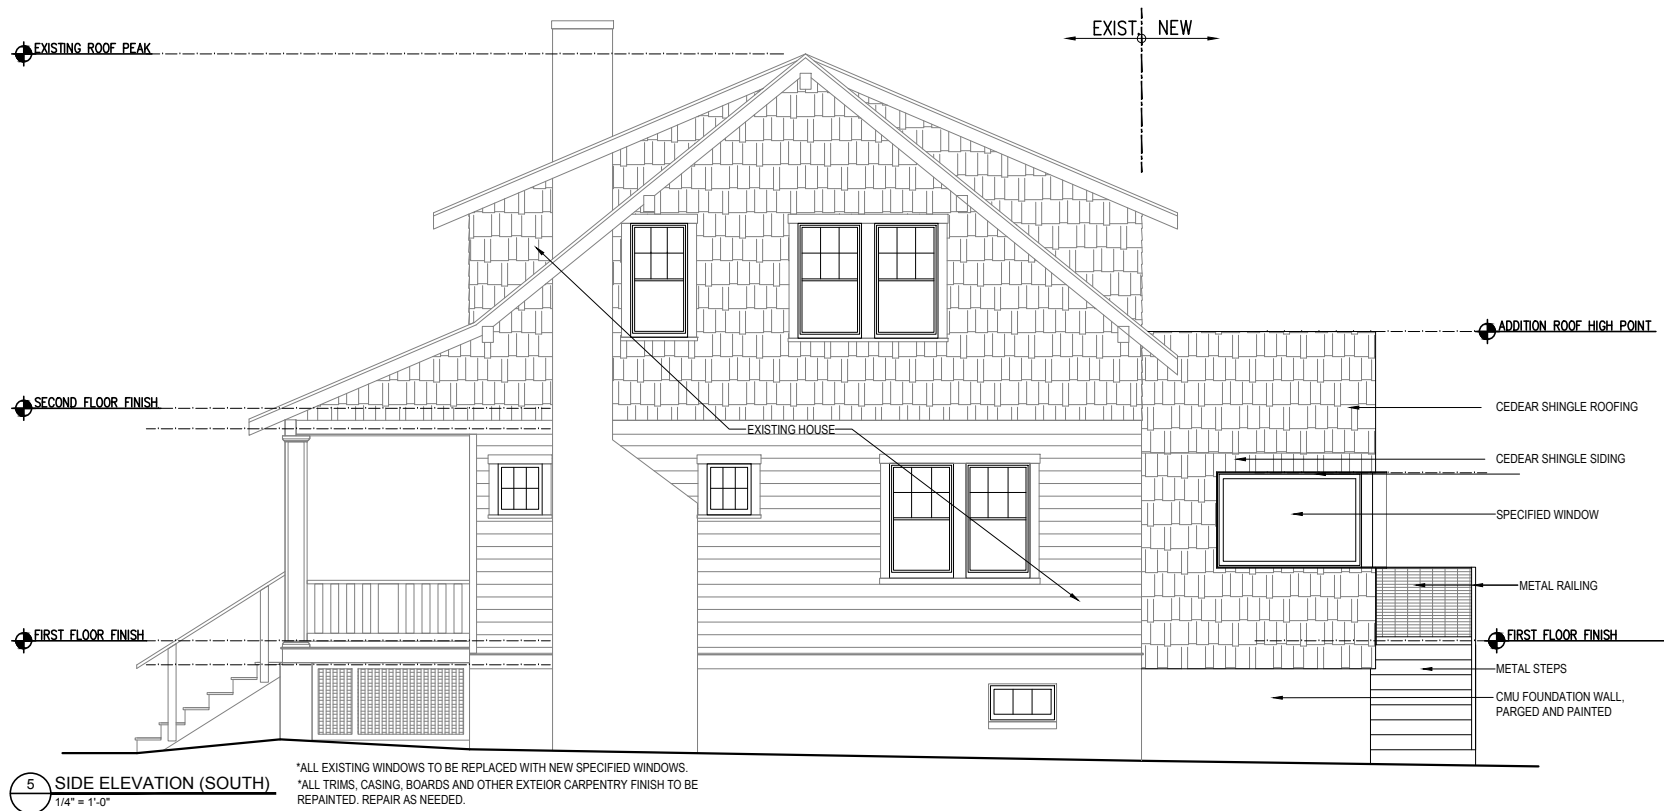 EXIST. NEW
EXISTING ROOF PEAK
ADDITION ROOF HIGH POINT
SECOND FLOOR FINISH
CEDEAR SHINGLE ROOFING
EXISTING HOUSE
CEDEAR SHINGLE SIDING
SPECIFIED WINDOW
METAL RAILING
FIRST FLOOR FINISH
FIRST FLOOR FINISH
METAL STEPS
CMU FOUNDATION WALL,
PARGED AND PAINTED
5 SIDE ELEVATION (SOUTH)
1/4" = 1'-0"
*ALL EXISTING WINDOWS TO BE REPLACED WITH NEW SPECIFIED WINDOWS.
*ALL TRIMS, CASING, BOARDS AND OTHER EXTEIOR CARPENTRY FINISH TO BE
REPAINTED. REPAIR AS NEEDED.